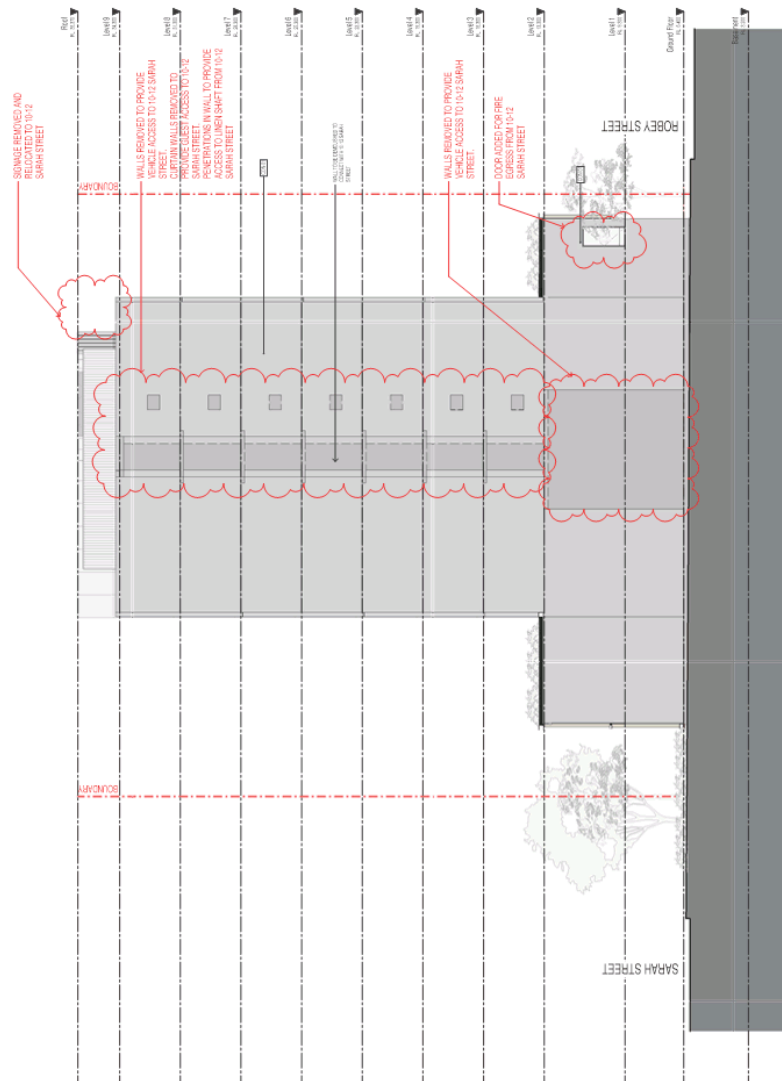 Roof
Level 9
Level 8
Level 7
Level 6
Level 5
Level 4
Level 3
Level 2
Level 1
Ground Floor
Basement
SIGNAGE REMOVED AND
RELOCATED TO 10-12
SARAH STREET
WALLS REMOVED TO PROVIDE
VEHICLE ACCESS TO 10-12 SARAH
STREET.
CURTAIN WALLS REMOVED TO
PROVIDE GUEST ACCESS TO 10-12
SARAH STREET.
PENETRATIONS IN WALL TO PROVIDE
ACCESS TO LINEN SHAFT FROM 10-12
SARAH STREET
WALLS REMOVED TO PROVIDE
VEHICLE ACCESS TO 10-12 SARAH
STREET.
DOOR ADDED FOR FIRE
EGRESS FROM 10-12
SARAH STREET
BOUNDARY
ROBEY STREET
BOUNDARY
SARAH STREET